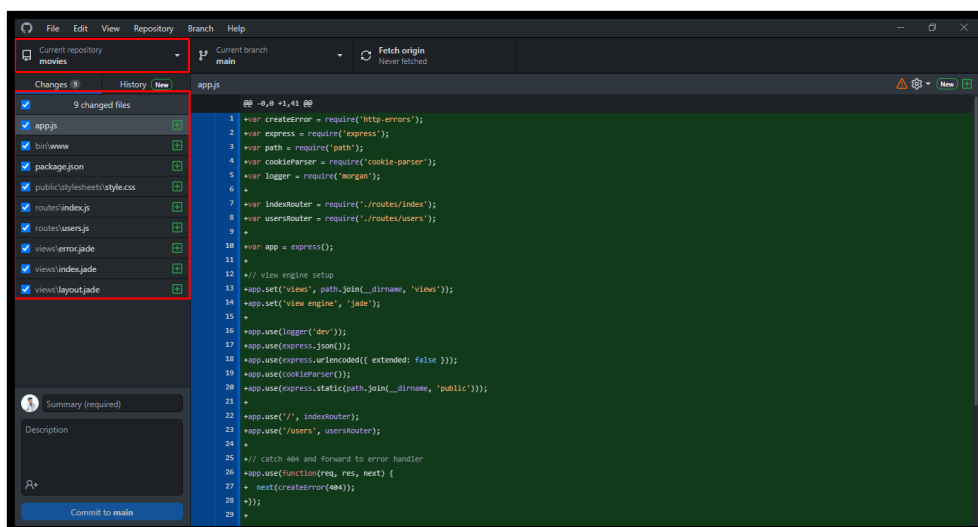 File Edit View Repository Branch Help
Current repository
movies
Current branch
main
Fetch origin
Never fetched
Changes 9 History New
app.js
New
9 changed files
app.js
bin\www
package.json
public\stylesheets\style.css
routes\index.js
routes\users.js
views\error.jade
views\index.jade
views\layout.jade
Summary (required)
Description
Commit to main
@@ -0,0 +1,41 @@
1 +var createError = require('http-errors');
2 +var express = require('express');
3 +var path = require('path');
4 +var cookieParser = require('cookie-parser');
5 +var logger = require('morgan');
6 +
7 +var indexRouter = require('./routes/index');
8 +var usersRouter = require('./routes/users');
9 +
10 +var app = express();
11 +
12 +// view engine setup
13 +app.set('views', path.join(__dirname, 'views'));
14 +app.set('view engine', 'jade');
15 +
16 +app.use(logger('dev'));
17 +app.use(express.json());
18 +app.use(express.urlencoded({ extended: false }));
19 +app.use(cookieParser());
20 +app.use(express.static(path.join(__dirname, 'public')));
21 +
22 +app.use('/', indexRouter);
23 +app.use('/users', usersRouter);
24 +
25 +// catch 404 and forward to error handler
26 +app.use(function(req, res, next) {
27 + next(createError(404));
28 +});
29 +